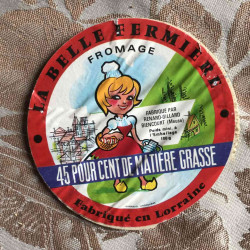 LA BELLE FERMIÈRE
FROMAGE
FABRIQUÉ PAR
RENARD-GILLARD
BIENCOURT (Meuse)
Poids mini. à
l'Emballage
45 POUR CENT DE MATIÈRE GRASSE
Fabriqué en Lorraine